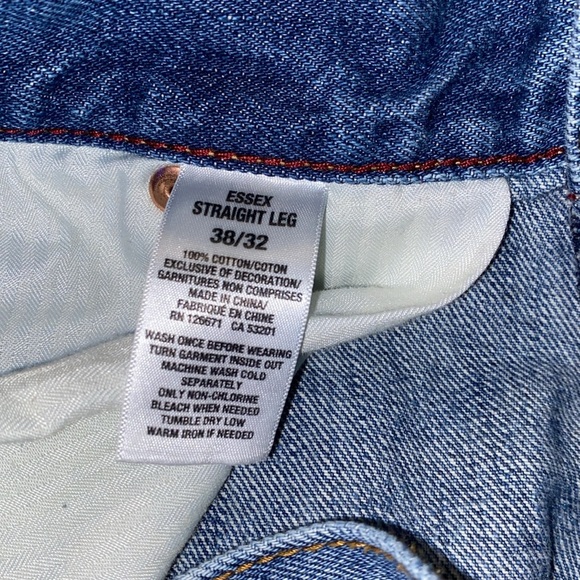 ESSEX
STRAIGHT LEG
38/32
100% COTTON/COTON
EXCLUSIVE OF DECORATION/
GARNITURES NON COMPRISES
MADE IN CHINA/
FABRIQUÉ EN CHINE
RN 126671 CA 53201
WASH ONCE BEFORE WEARING
TURN GARMENT INSIDE OUT
MACHINE WASH COLD
SEPARATELY
ONLY NON-CHLORINE
BLEACH WHEN NEEDED
TUMBLE DRY LOW
WARM IRON IF NEEDED